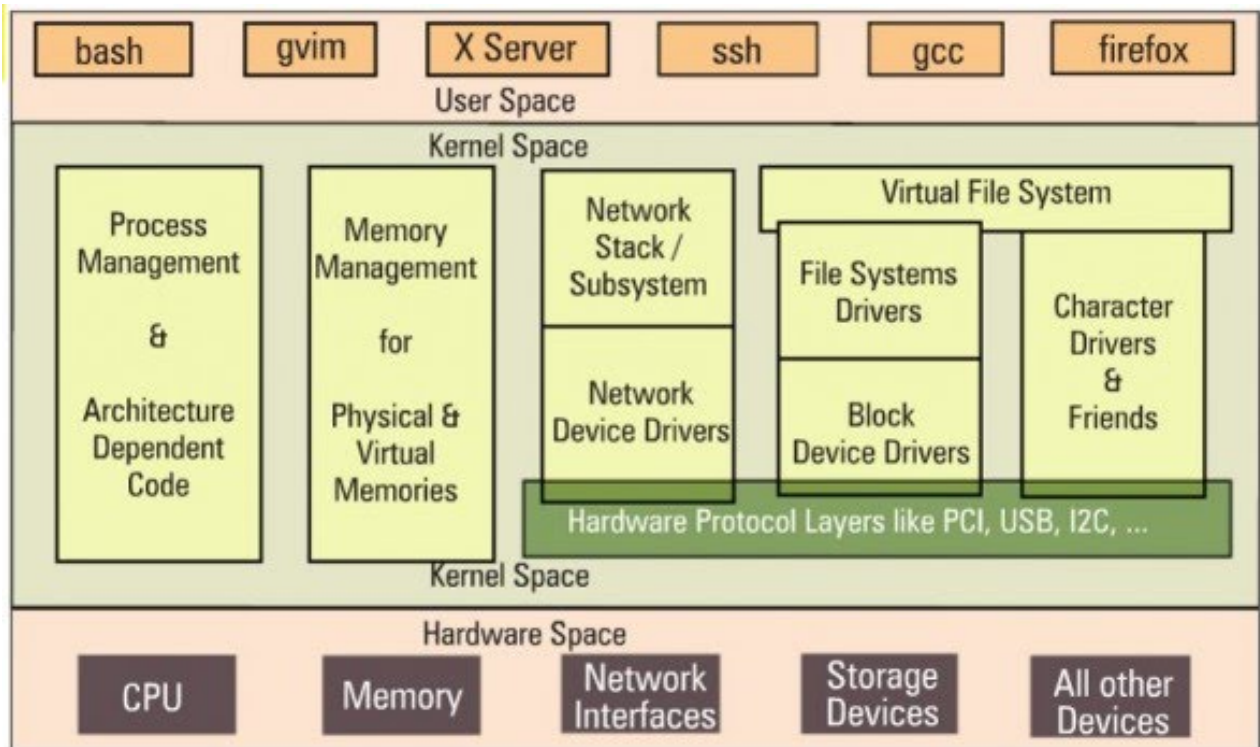 bash
gvim
X Server
ssh
gcc
firefox
User Space
Kernel Space
Process
Management
&
Architecture
Dependent
Code
Memory
Management
for
Physical &
Virtual
Memories
Network
Stack /
Subsystem
Network
Device Drivers
Virtual File System
File Systems
Drivers
Block
Device Drivers
Character
Drivers
&
Friends
Hardware Protocol Layers like PCI, USB, I2C, ...
Kernel Space
Hardware Space
CPU
Memory
Network
Interfaces
Storage
Devices
All other
Devices